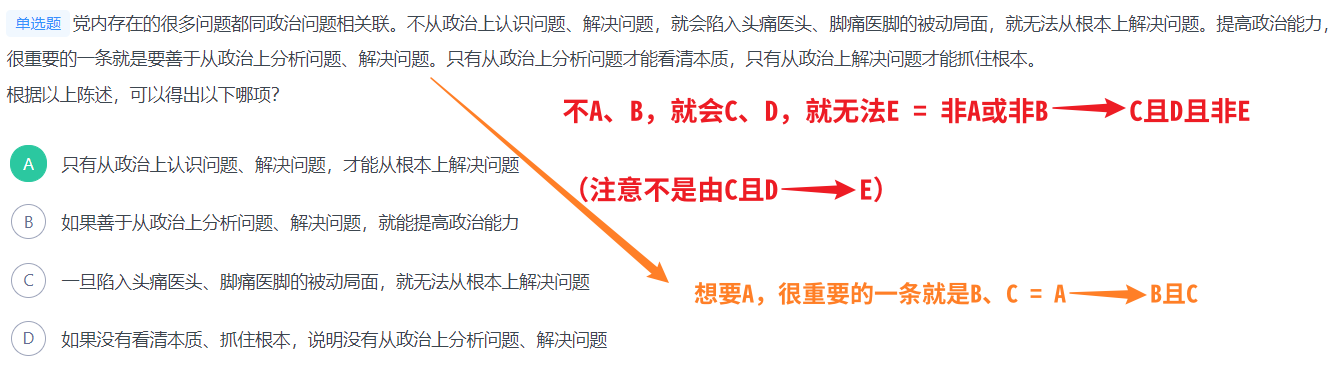 单选题 党内存在的很多问题都同政治问题相关联。不从政治上认识问题、解决问题，就会陷入头痛医头、脚痛医脚的被动局面，就无法从根本上解决问题。提高政治能力，
很重要的一条就是要善于从政治上分析问题、解决问题。只有从政治上分析问题才能看清本质，只有从政治上解决问题才能抓住根本。
根据以上陈述，可以得出以下哪项？
不A、B，就会C、D，就无法E = 非A或非B → C且D且非E
A 只有从政治上认识问题、解决问题，才能从根本上解决问题
（注意不是由C且D → E）
B 如果善于从政治上分析问题、解决问题，就能提高政治能力
C 一旦陷入头痛医头、脚痛医脚的被动局面，就无法从根本上解决问题
想要A，很重要的一条就是B、C = A → B且C
D 如果没有看清本质、抓住根本，说明没有从政治上分析问题、解决问题